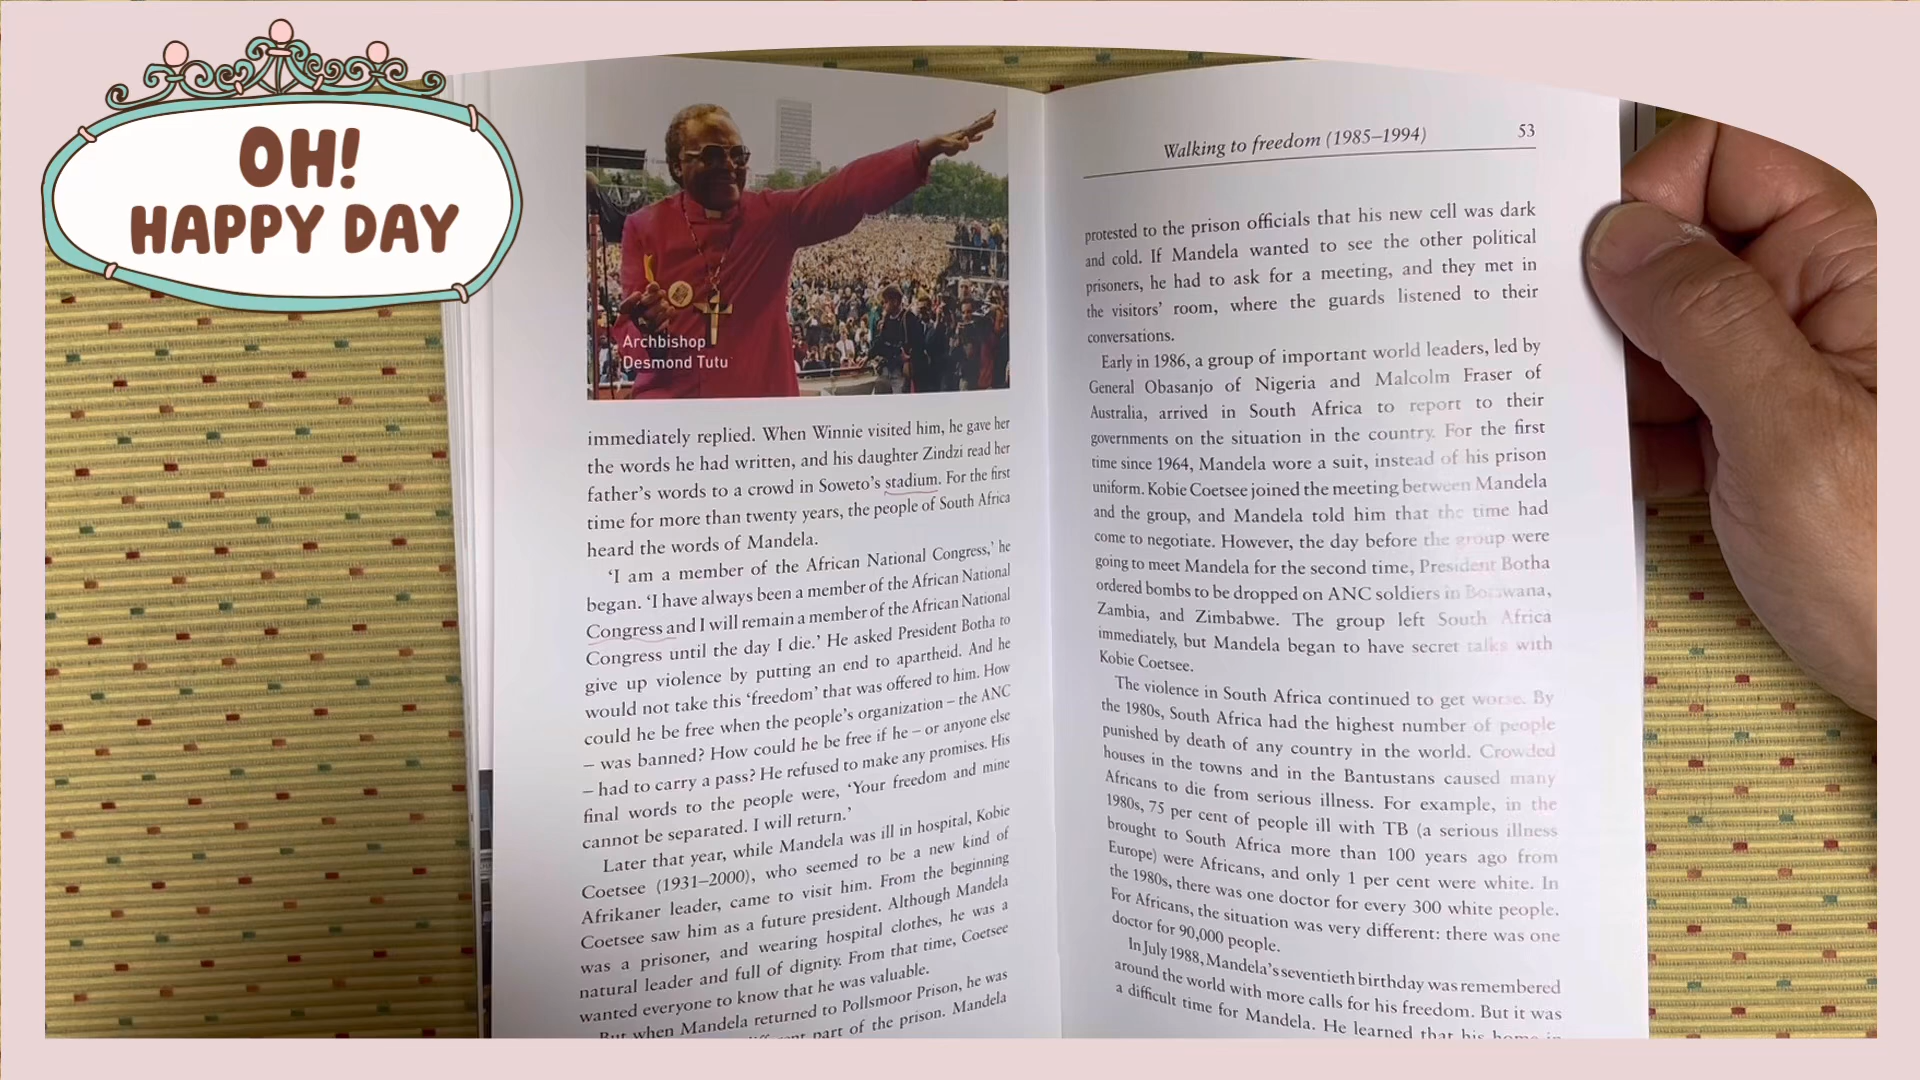 OH!
HAPPY DAY
Archbishop
Desmond Tutu
immediately replied. When Winnie visited him, he gave her
the words he had written, and his daughter Zindzi read her
father's words to a crowd in Soweto's stadium. For the first
time for more than twenty years, the people of South Africa
heard the words of Mandela.
'I am a member of the African National Congress,' he
began. 'I have always been a member of the African National
Congress and I will remain a member of the African National
Congress until the day I die.' He asked President Botha to
give up violence by putting an end to apartheid. And he
would not take this 'freedom' that was offered to him. How
could he be free when the people's organization – the ANC
– was banned? How could he be free if he – or anyone else
– had to carry a pass? He refused to make any promises. His
final words to the people were, 'Your freedom and mine
cannot be separated. I will return.'
Later that year, while Mandela was ill in hospital, Kobie
Coetsee (1931–2000), who seemed to be a new kind of
Afrikaner leader, came to visit him. From the beginning
Coetsee saw him as a future president. Although Mandela
was a prisoner, and wearing hospital clothes, he was a
natural leader and full of dignity. From that time, Coetsee
wanted everyone to know that he was valuable.
But when Mandela returned to Pollsmoor Prison, he was
part of the prison. Mandela
Walking to freedom (1985–1994) 53
protested to the prison officials that his new cell was dark
and cold. If Mandela wanted to see the other political
prisoners, he had to ask for a meeting, and they met in
the visitors' room, where the guards listened to their
conversations.
Early in 1986, a group of important world leaders, led by
General Obasanjo of Nigeria and Malcolm Fraser of
Australia, arrived in South Africa to report to their
governments on the situation in the country. For the first
time since 1964, Mandela wore a suit, instead of his prison
uniform. Kobie Coetsee joined the meeting between Mandela
and the group, and Mandela told him that the time had
come to negotiate. However, the day before the group were
going to meet Mandela for the second time, President Botha
ordered bombs to be dropped on ANC soldiers in Botswana,
Zambia, and Zimbabwe. The group left South Africa
immediately, but Mandela began to have secret talks with
Kobie Coetsee.
The violence in South Africa continued to get worse. By
the 1980s, South Africa had the highest number of people
punished by death of any country in the world. Crowded
houses in the towns and in the Bantustans caused many
Africans to die from serious illness. For example, in the
1980s, 75 per cent of people ill with TB (a serious illness
brought to South Africa more than 100 years ago from
Europe) were Africans, and only 1 per cent were white. In
the 1980s, there was one doctor for every 300 white people.
For Africans, the situation was very different: there was one
doctor for 90,000 people.
In July 1988, Mandela's seventieth birthday was remembered
around the world with more calls for his freedom. But it was
a difficult time for Mandela. He learned that his home in